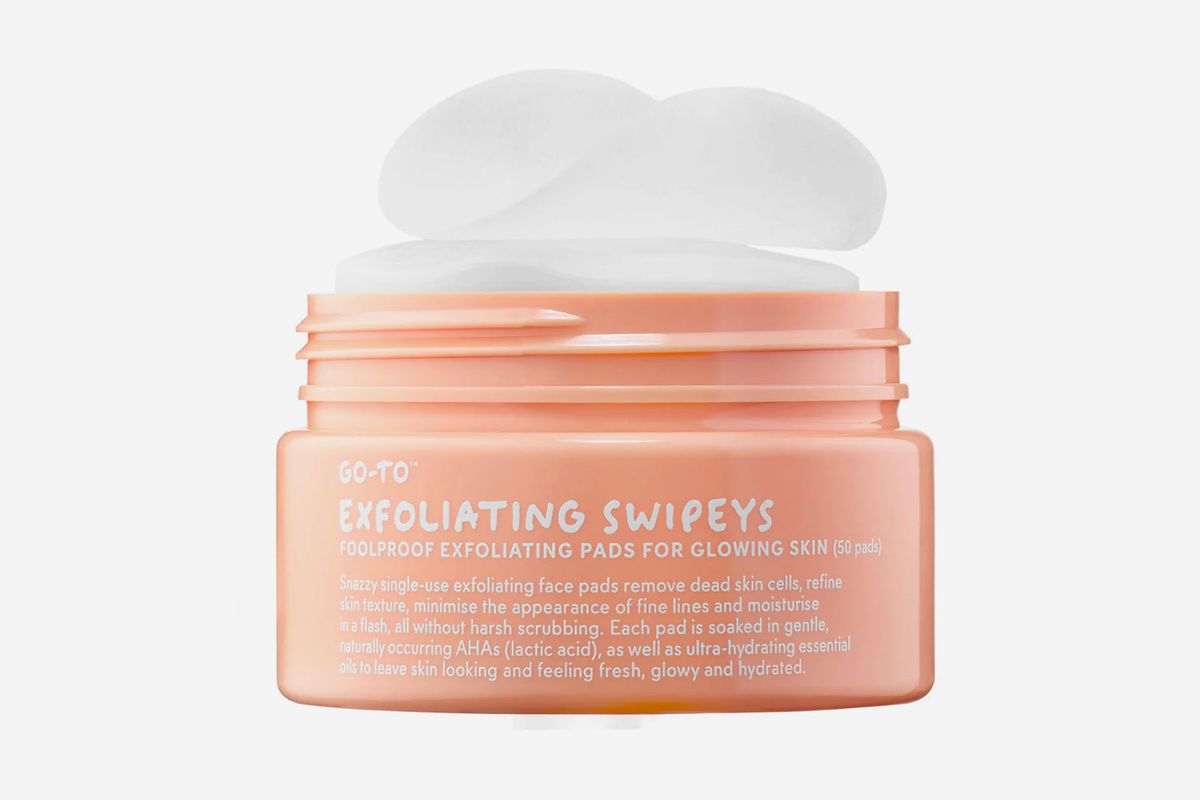 GO-TO™
EXFOLIATING SWIPEYS
FOOLPROOF EXFOLIATING PADS FOR GLOWING SKIN (50 pads)
Snazzy single-use exfoliating face pads remove dead skin cells, refine
skin texture, minimise the appearance of fine lines and moisturise
in a flash, all without harsh scrubbing. Each pad is soaked in gentle,
naturally occurring AHAs (lactic acid), as well as ultra-hydrating essential
oils to leave skin looking and feeling fresh, glowy and hydrated.